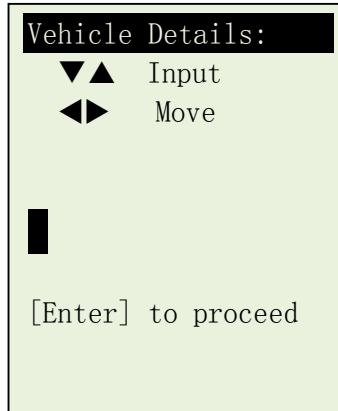 Vehicle Details:
▼▲ Input
◀▶ Move
[Enter] to proceed